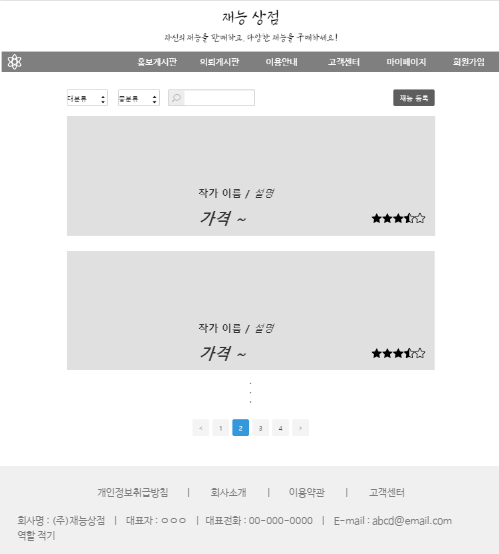 재능 상점
자신의 재능을 판매하고, 다양한 재능을 구매하세요!
홍보게시판 의뢰게시판 이용안내 고객센터 마이페이지 회원가입
대분류 중분류 재능 등록
작가 이름 / 설명
가격 ~
작가 이름 / 설명
가격 ~
< 1 2 3 4 >
개인정보취급방침 | 회사소개 | 이용약관 | 고객센터
회사명 : (주)재능상점 | 대표자 : ㅇㅇㅇ | 대표전화 : 00-000-0000 | E-mail : abcd@email.com
역할 적기